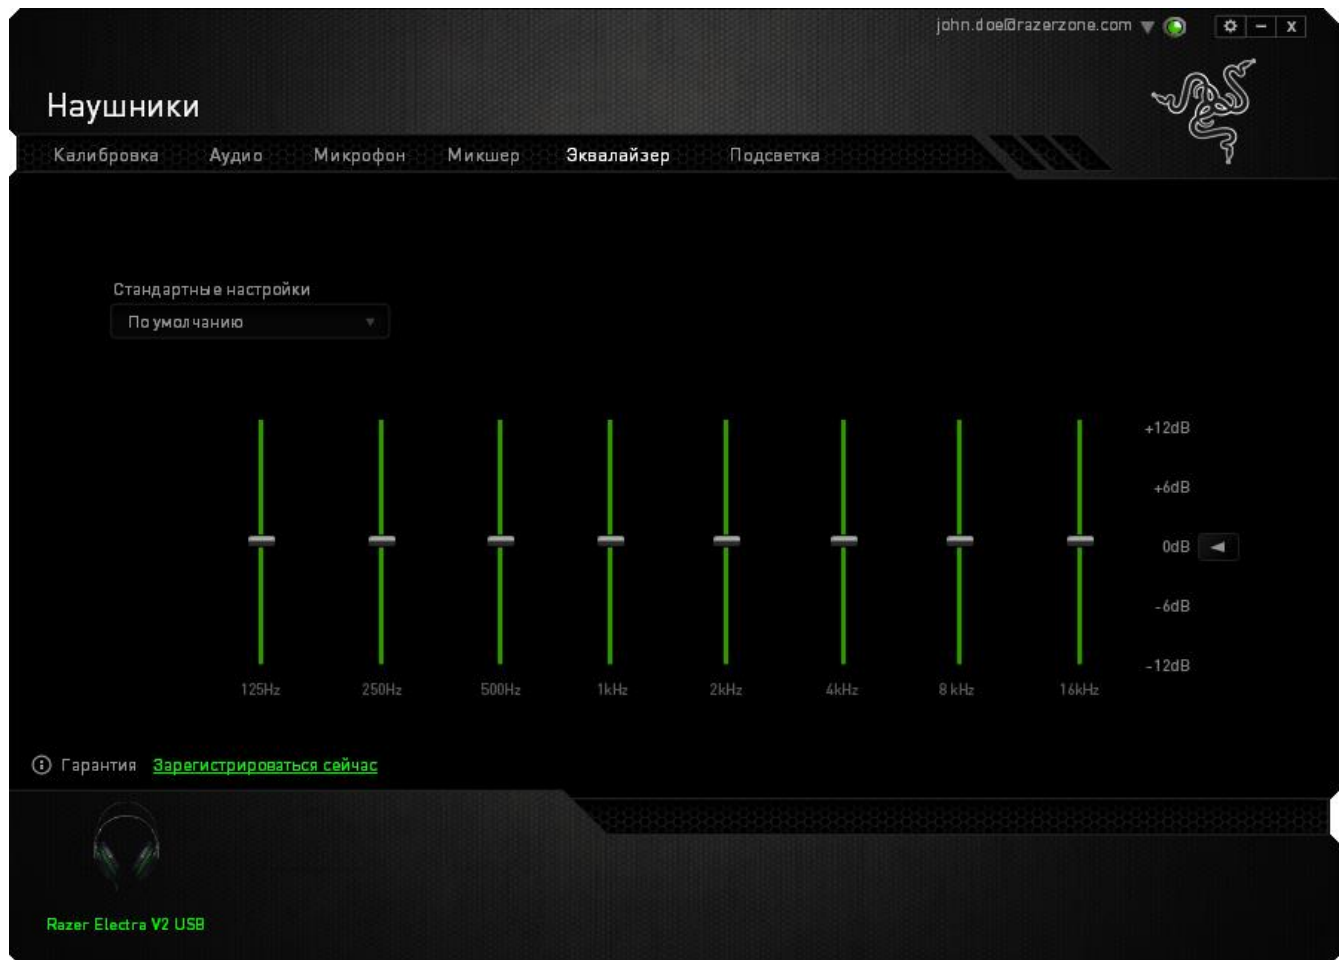 john.doe@razerzone.com
Наушники
Калибровка Аудио Микрофон Микшер Эквалайзер Подсветка
Стандартные настройки
По умолчанию
+12dB
+6dB
0dB
-6dB
-12dB
125Hz 250Hz 500Hz 1kHz 2kHz 4kHz 8 kHz 16kHz
Гарантия Зарегистрироваться сейчас
Razer Electra V2 USB